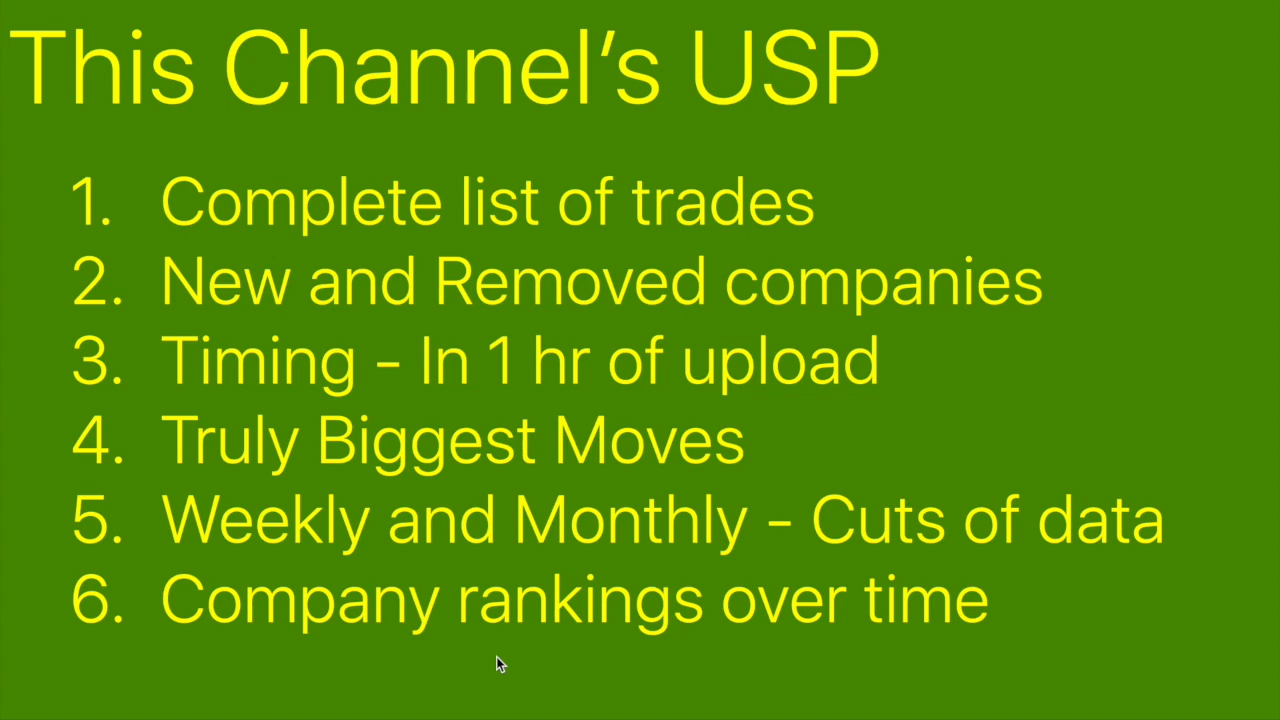 This Channel’s USP
1. Complete list of trades
2. New and Removed companies
3. Timing - In 1 hr of upload
4. Truly Biggest Moves
5. Weekly and Monthly - Cuts of data
6. Company rankings over time